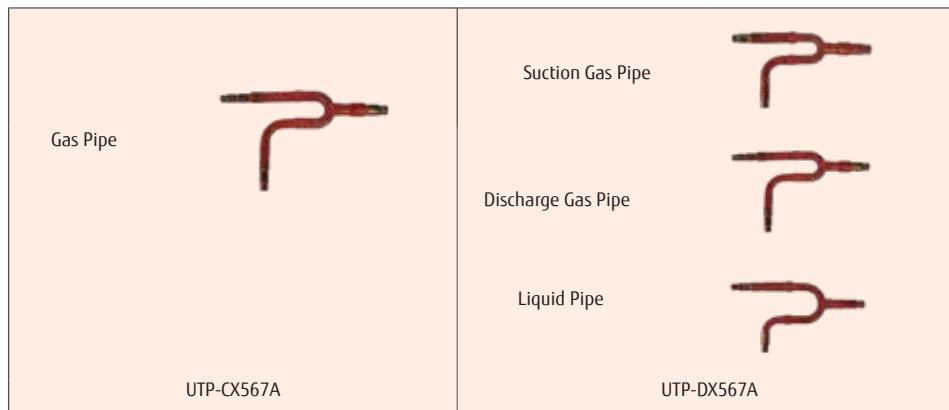 Gas Pipe
UTP-CX567A
Suction Gas Pipe
Discharge Gas Pipe
Liquid Pipe
UTP-DX567A